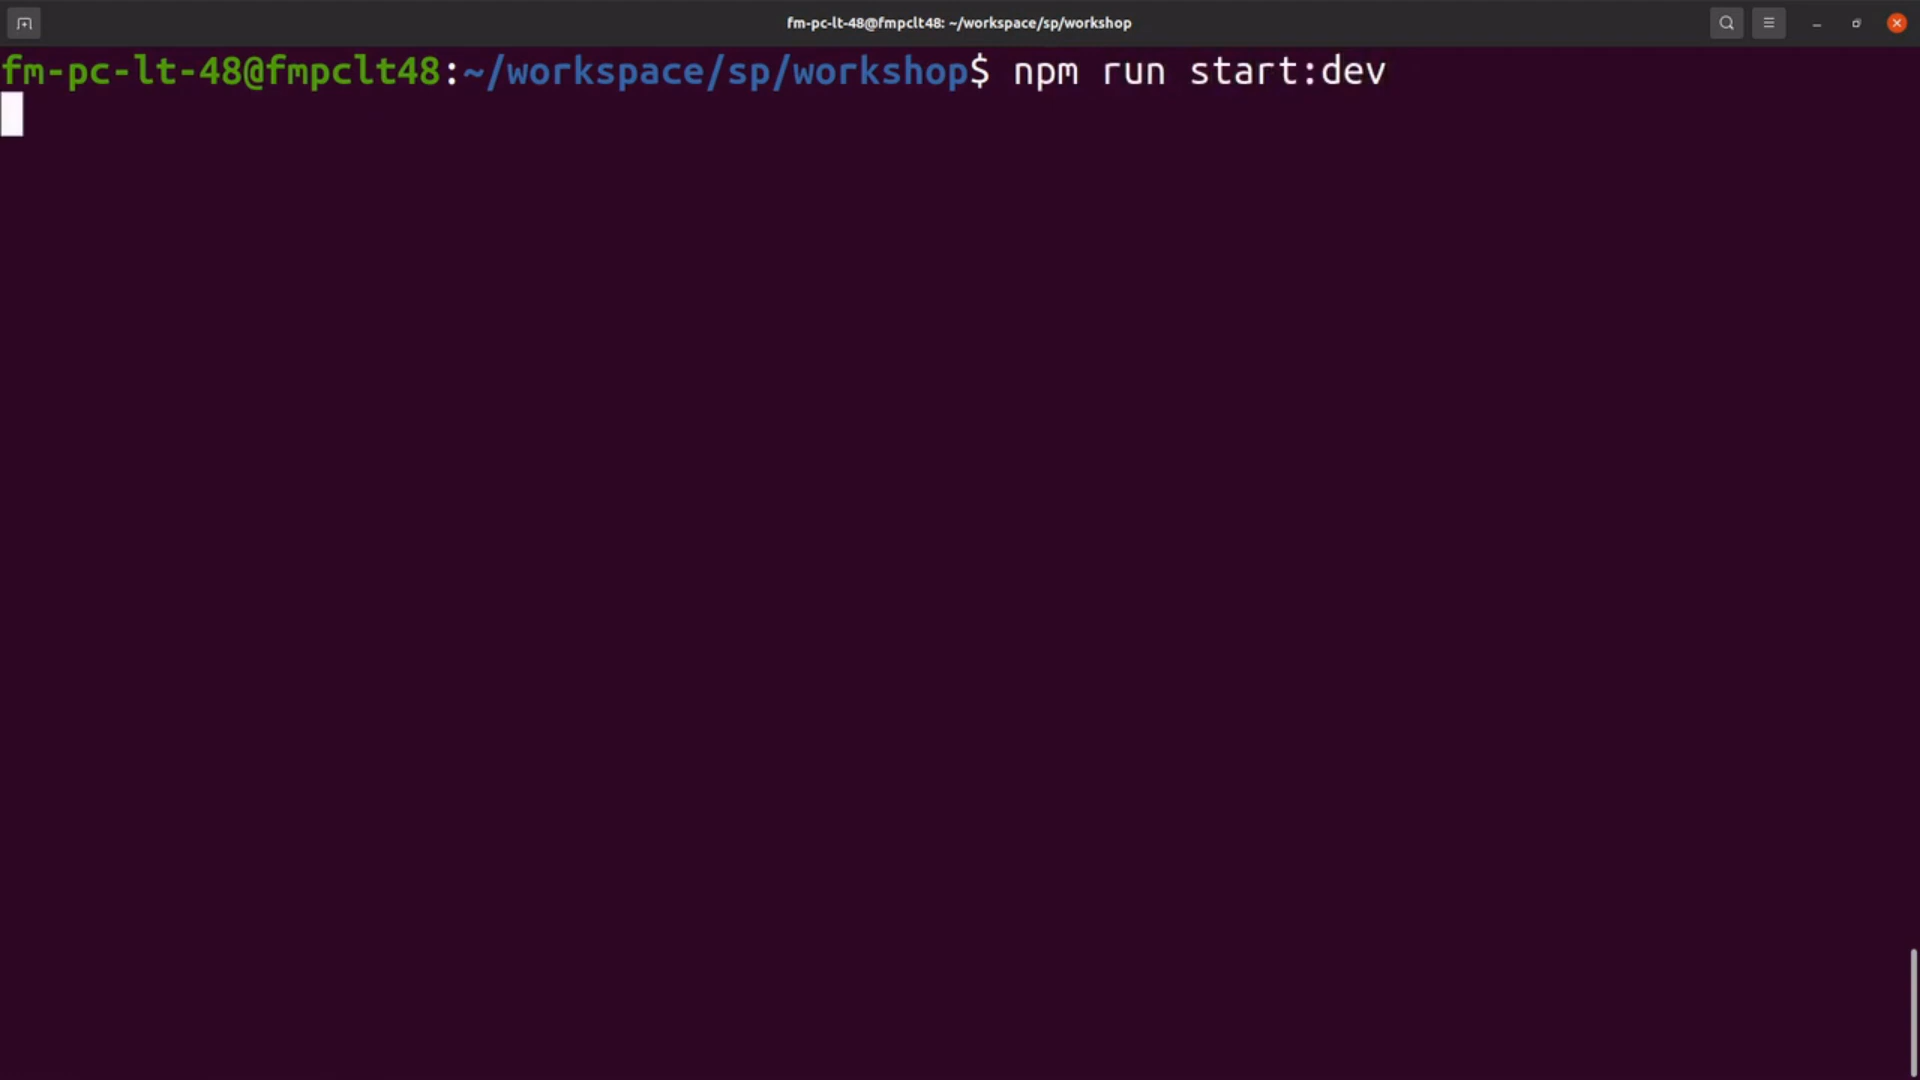 fm-pc-lt-48@fmpclt48: ~/workspace/sp/workshop
fm-pc-lt-48@fmpclt48:~/workspace/sp/workshop$ npm run start:dev